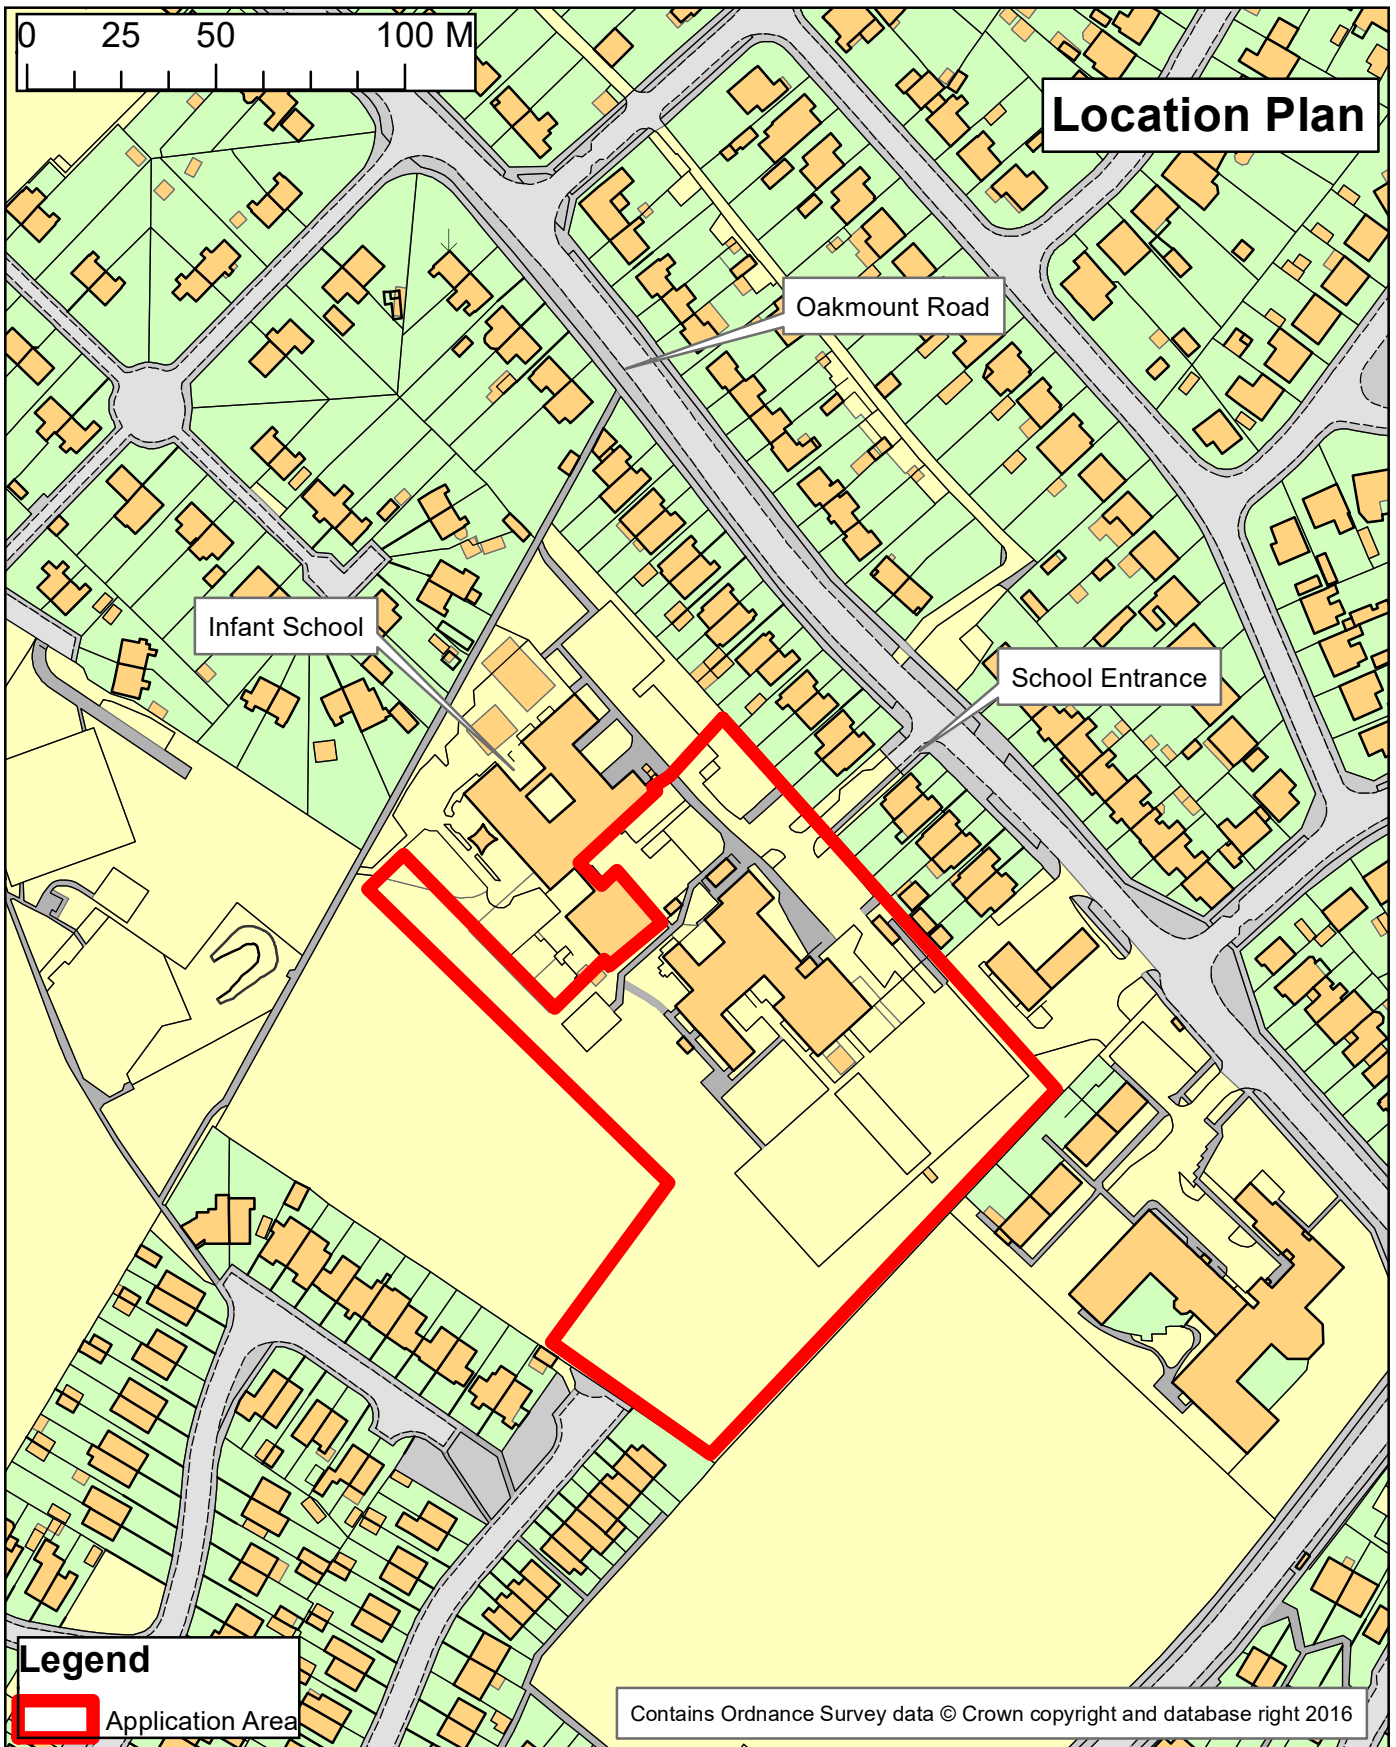 0 25 50 100 M
Location Plan
Oakmount Road
Infant School
School Entrance
Legend
Application Area
Contains Ordnance Survey data © Crown copyright and database right 2016